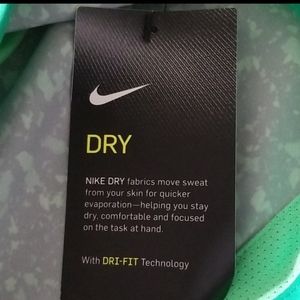 DRY
NIKE DRY fabrics move sweat
from your skin for quicker
evaporation—helping you stay
dry, comfortable and focused
on the task at hand.
With DRI-FIT Technology